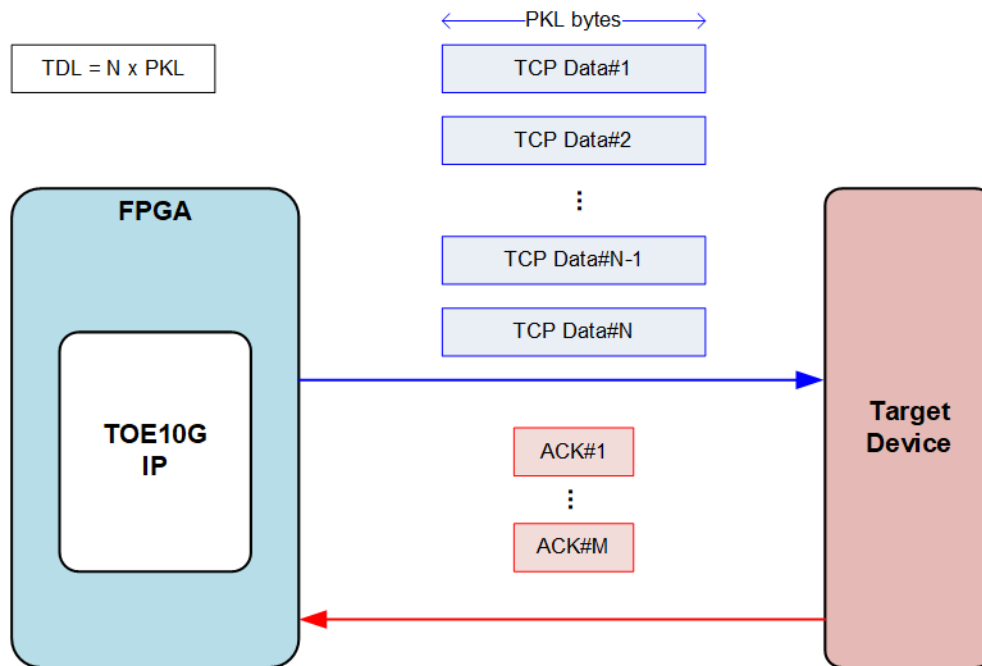 PKL bytes
TDL = N x PKL
TCP Data#1
TCP Data#2
⋮
FPGA
TCP Data#N-1
TCP Data#N
TOE10G
IP
Target
Device
ACK#1
⋮
ACK#M